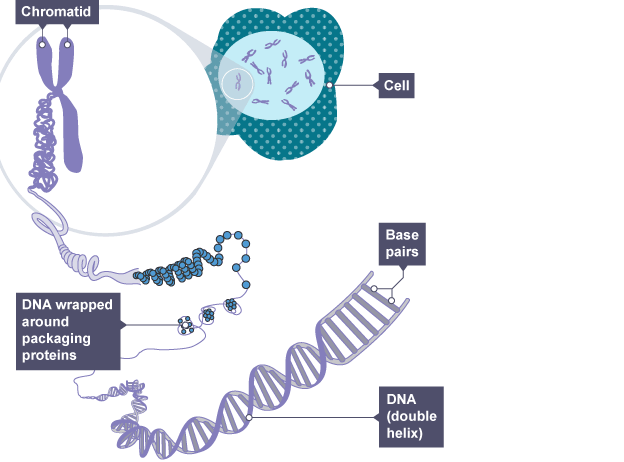 Chromatid
Cell
Base
pairs
DNA wrapped
around
packaging
proteins
DNA
(double
helix)